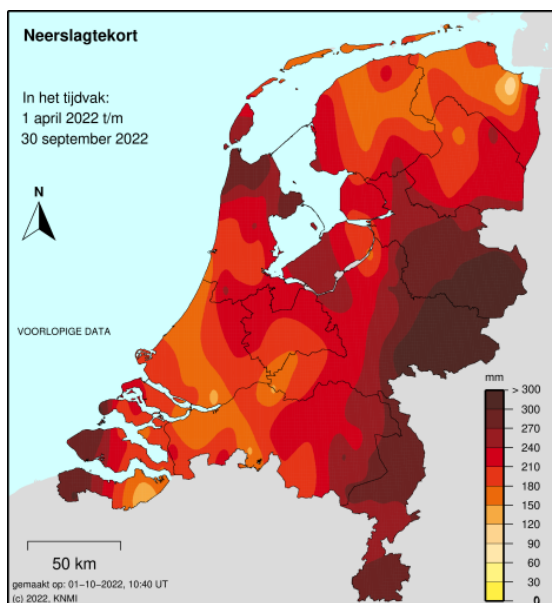 Neerslagtekort
In het tijdvak:
1 april 2022 t/m
30 september 2022
N
VOORLOPIGE DATA
mm
> 300
300
270
240
210
180
150
120
90
60
30
0
50 km
gemaakt op: 01-10-2022, 10:40 UT
(c) 2022, KNMI